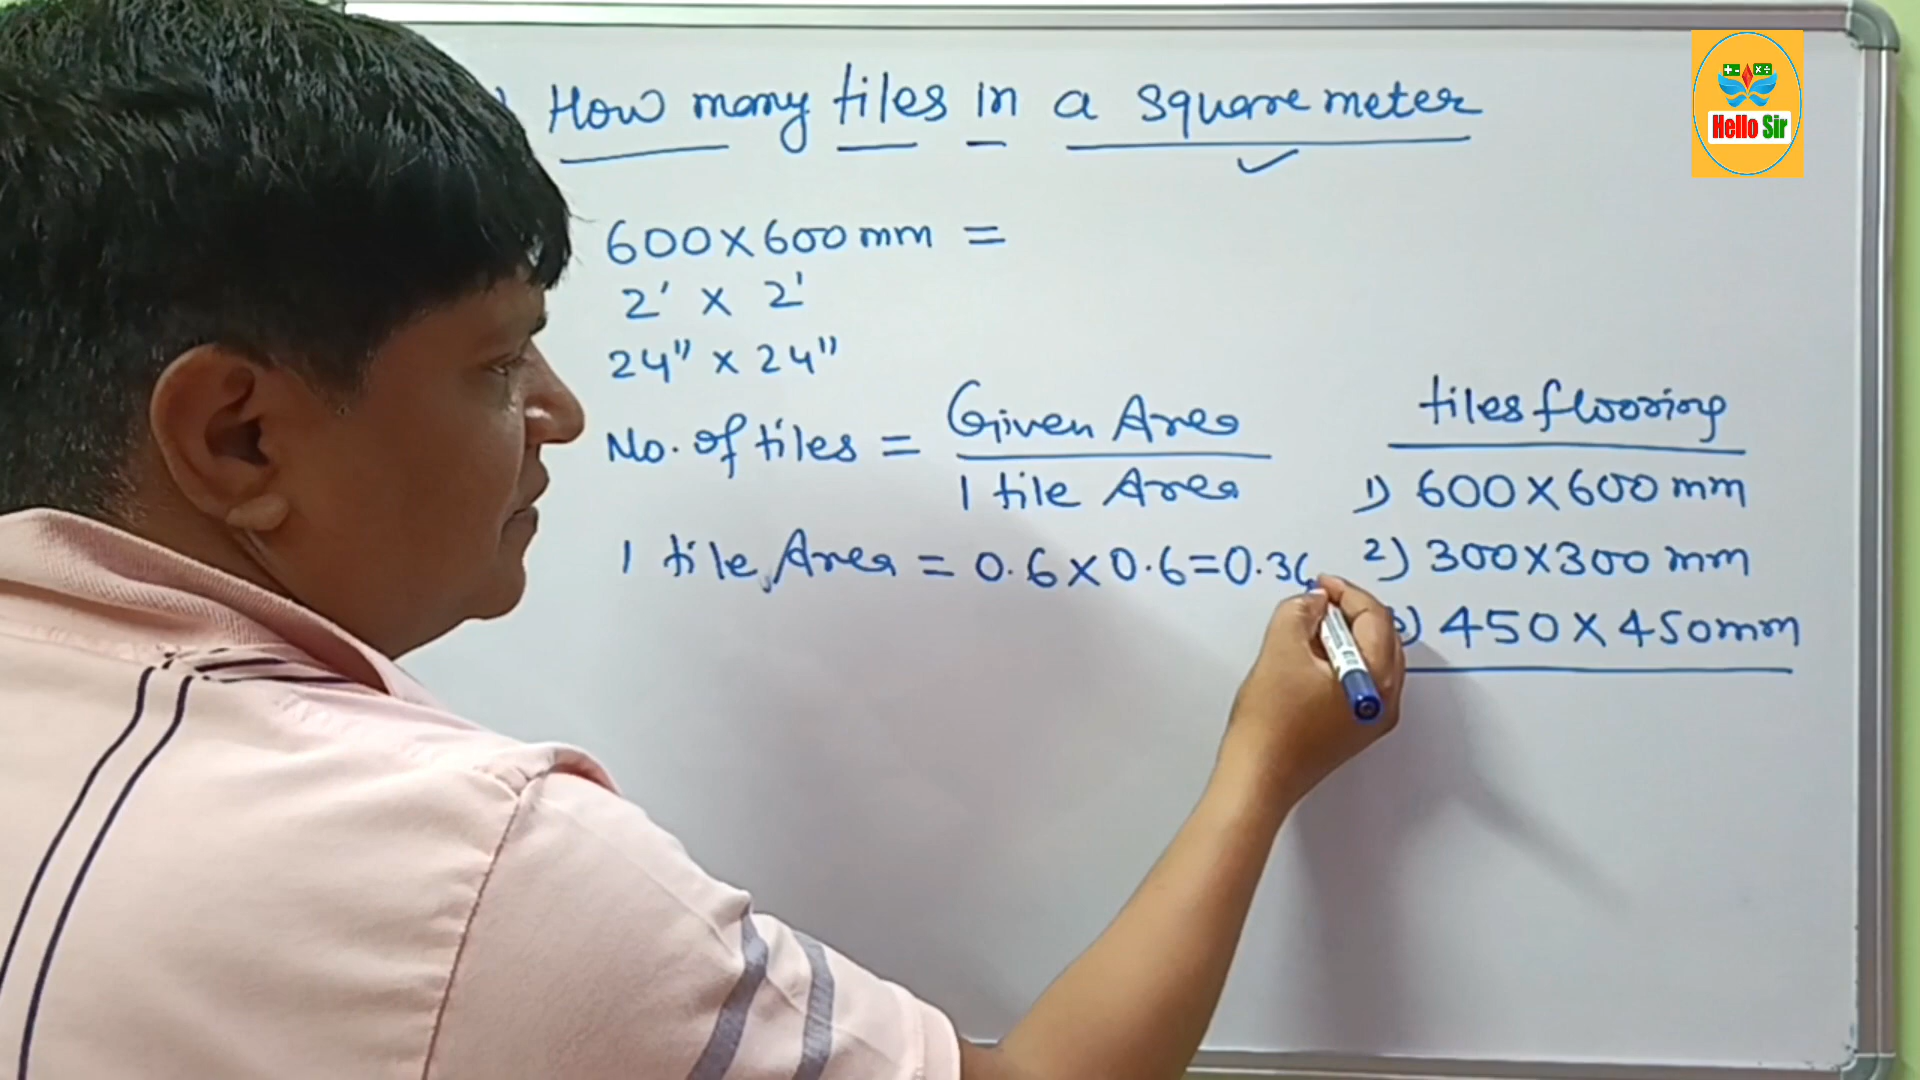 How many tiles in a square meter
Hello Sir
600 X 600 mm =
2' X 2'
24" X 24"
No. of tiles = Given Area
1 tile Area
1 tile Area = 0.6 X 0.6 = 0.36
tiles flooring
1) 600 X 600 mm
2) 300 X 300 mm
) 450 X 450 mm